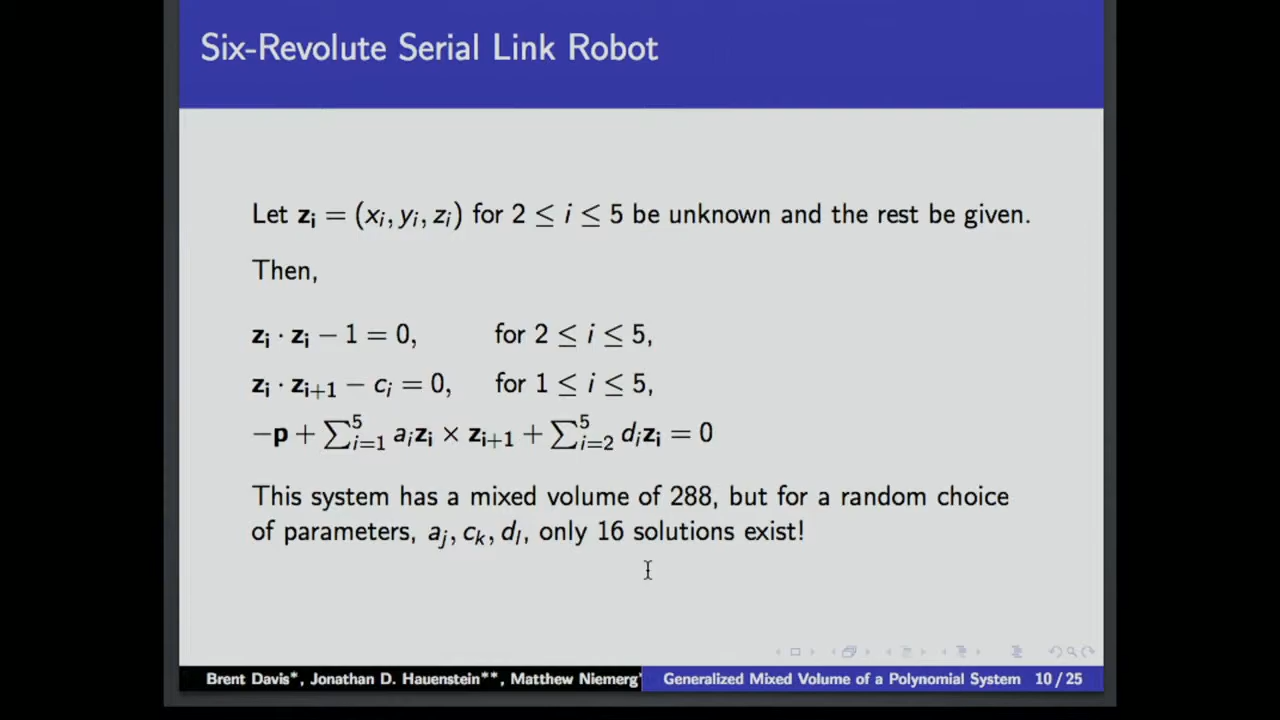 Six-Revolute Serial Link Robot
Let zᵢ = (xᵢ, yᵢ, zᵢ) for 2 ≤ i ≤ 5 be unknown and the rest be given.
Then,
zᵢ · zᵢ − 1 = 0, for 2 ≤ i ≤ 5,
zᵢ · zᵢ₊₁ − cᵢ = 0, for 1 ≤ i ≤ 5,
−p + ∑⁵ᵢ₌₁ aᵢzᵢ × zᵢ₊₁ + ∑⁵ᵢ₌₂ dᵢzᵢ = 0
This system has a mixed volume of 288, but for a random choice
of parameters, aⱼ, cₖ, dₗ, only 16 solutions exist!
Brent Davis*, Jonathan D. Hauenstein**, Matthew Niemerg* Generalized Mixed Volume of a Polynomial System 10 / 25